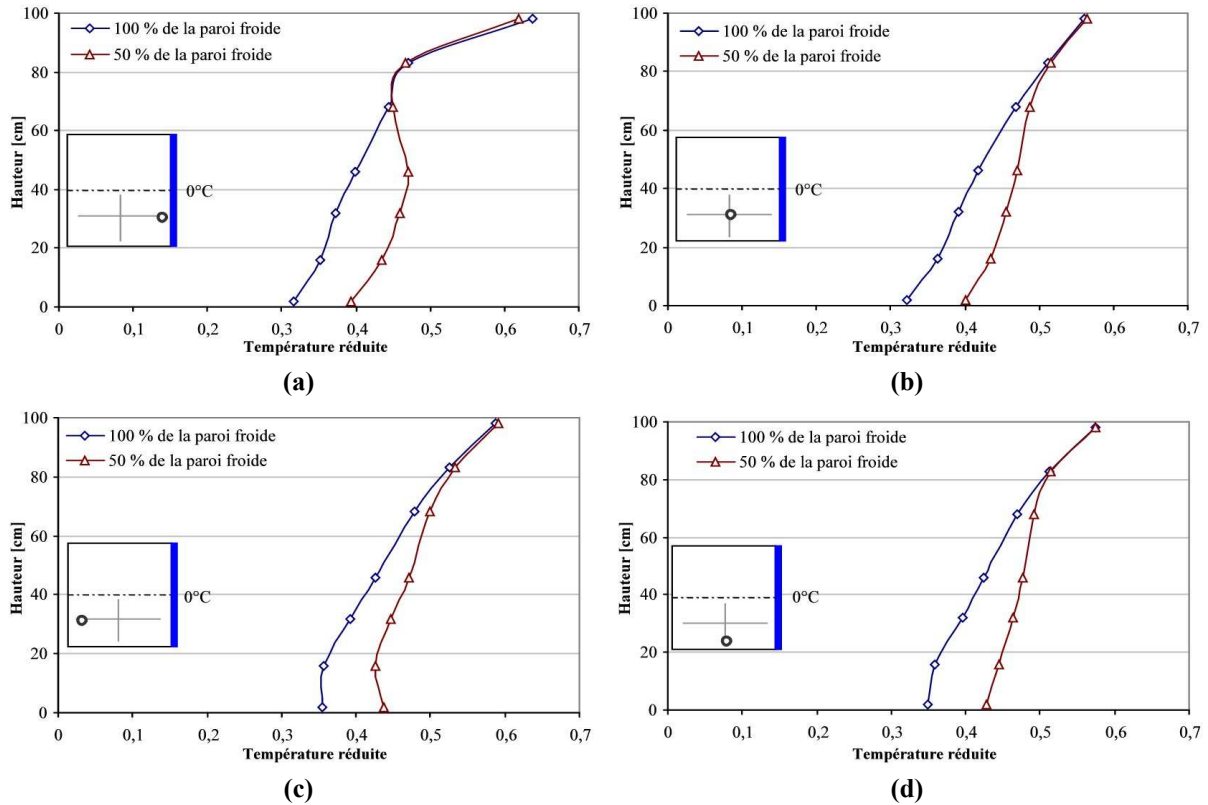 100
80
60
40
20
0
Hauteur [cm]
100 % de la paroi froide
50 % de la paroi froide
0°C
0
0,1
0,2
0,3
0,4
0,5
0,6
0,7
Température réduite
(a)
100
80
60
40
20
0
Hauteur [cm]
100 % de la paroi froide
50 % de la paroi froide
0°C
0
0,1
0,2
0,3
0,4
0,5
0,6
0,7
Température réduite
(b)
100
80
60
40
20
0
Hauteur [cm]
100 % de la paroi froide
50 % de la paroi froide
0°C
0
0,1
0,2
0,3
0,4
0,5
0,6
0,7
Température réduite
(c)
100
80
60
40
20
0
Hauteur [cm]
100 % de la paroi froide
50 % de la paroi froide
0°C
0
0,1
0,2
0,3
0,4
0,5
0,6
0,7
Température réduite
(d)